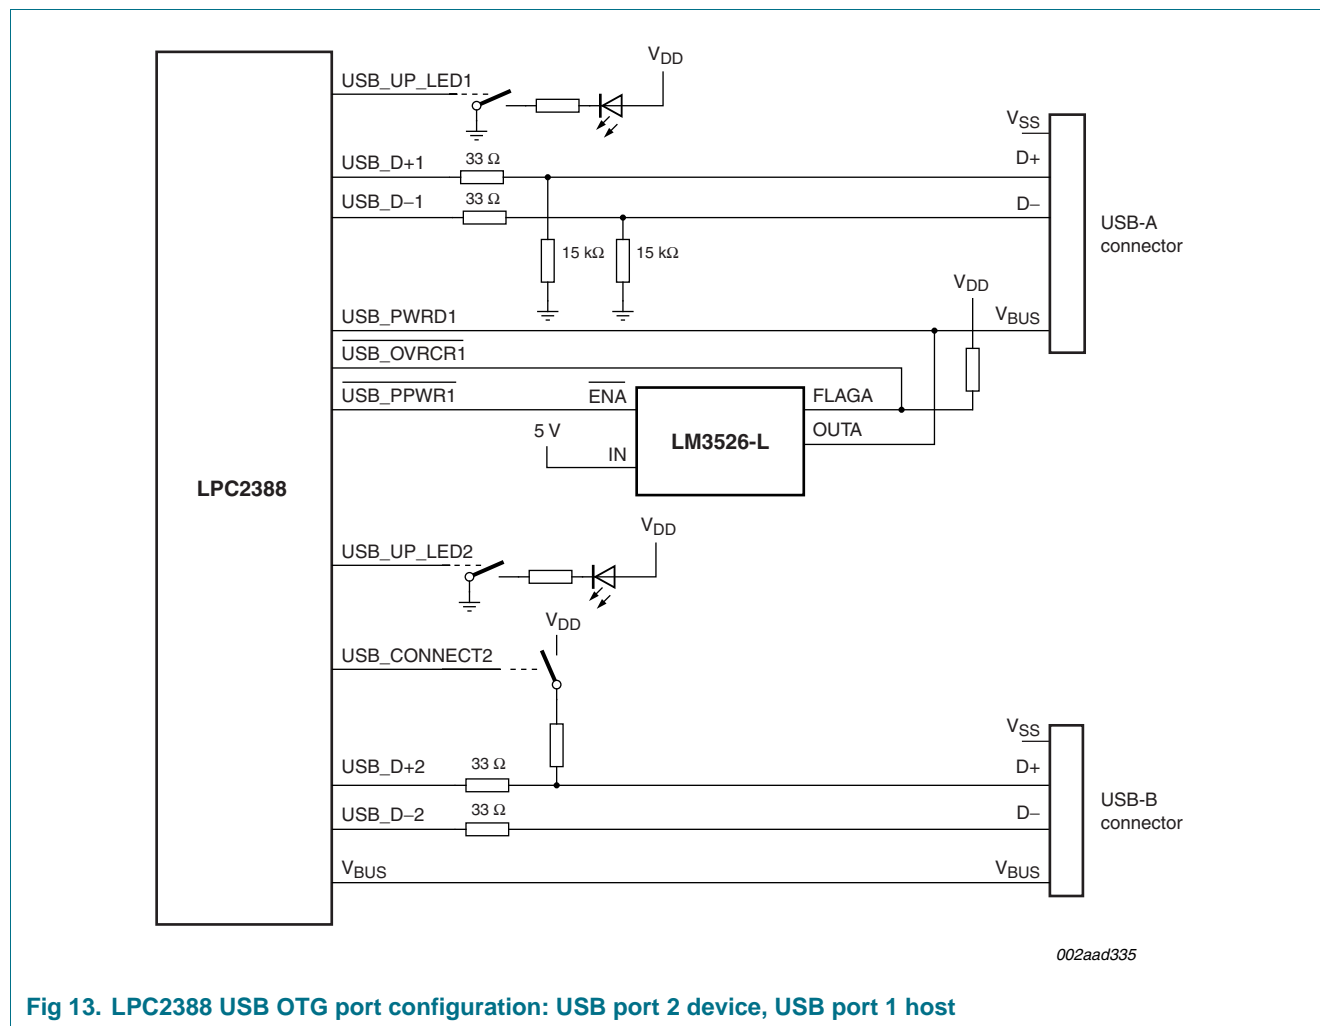 VDD
USB_UP_LED1
VSS
USB_D+1
33 Ω
D+
USB_D−1
33 Ω
D−
USB-A
connector
15 kΩ
15 kΩ
VDD
USB_PWRD1
VBUS
USB_OVRCR1
USB_PPWR1
ENA
FLAGA
5 V
IN
LM3526-L
OUTA
LPC2388
VDD
USB_UP_LED2
VDD
USB_CONNECT2
VSS
USB_D+2
33 Ω
D+
USB_D−2
33 Ω
D−
USB-B
connector
VBUS
VBUS
002aad335
Fig 13. LPC2388 USB OTG port configuration: USB port 2 device, USB port 1 host